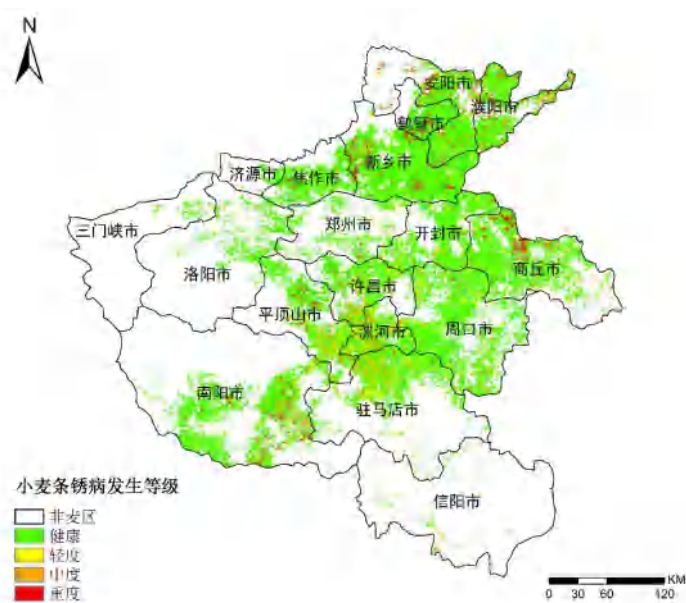 N
安阳市
濮阳市
鹤壁市
新乡市
济源市
焦作市
三门峡市
郑州市
开封市
洛阳市
商丘市
许昌市
平顶山市
漯河市
周口市
南阳市
驻马店市
信阳市
小麦条锈病发生等级
非麦区
健康
轻度
中度
重度
KM
0 30 60 120